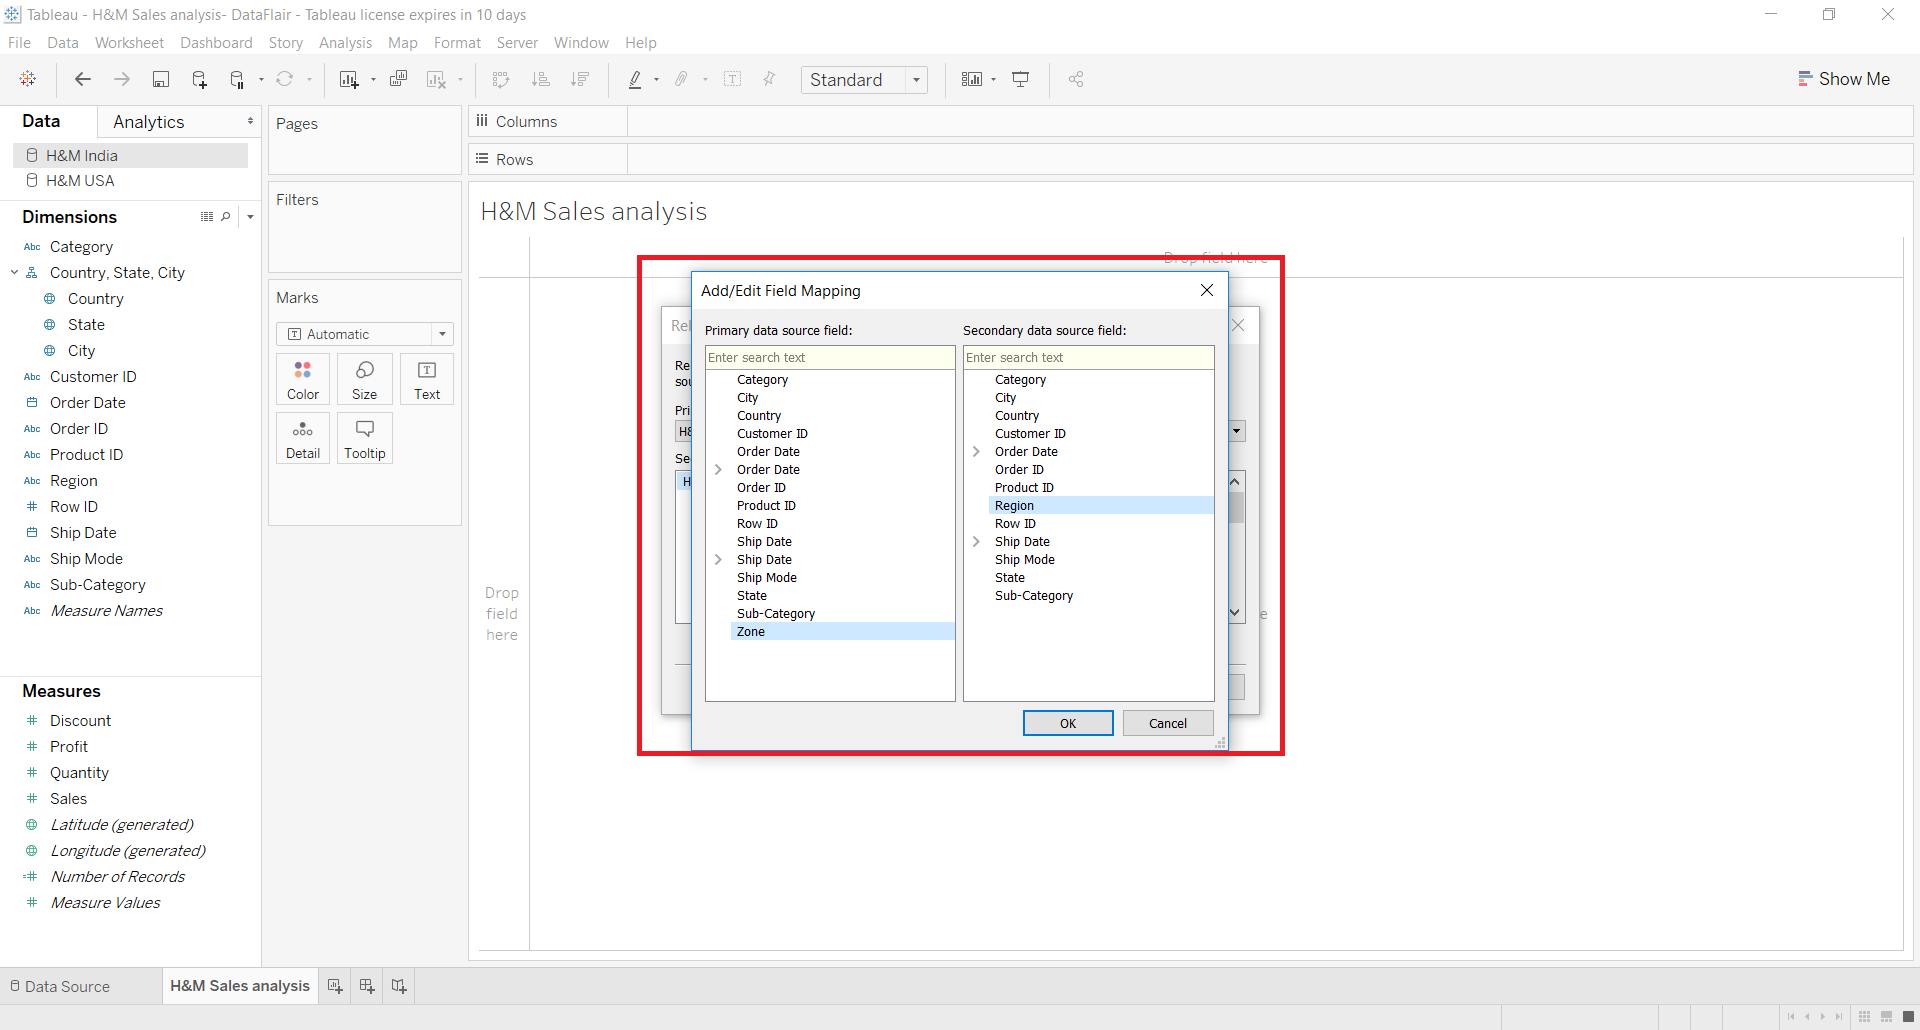 Tableau - H&M Sales analysis- DataFlair - Tableau license expires in 10 days
File Data Worksheet Dashboard Story Analysis Map Format Server Window Help
Standard
Show Me
Data Analytics
H&M India
H&M USA
Dimensions
Abc Category
Country, State, City
Country
State
City
Abc Customer ID
Order Date
Abc Order ID
Abc Product ID
Abc Region
# Row ID
Ship Date
Abc Ship Mode
Abc Sub-Category
Abc Measure Names
Measures
# Discount
# Profit
# Quantity
# Sales
Latitude (generated)
Longitude (generated)
=# Number of Records
# Measure Values
Pages
Filters
Marks
T Automatic
Color Size Text
Detail Tooltip
Columns
Rows
H&M Sales analysis
Drop field here
Drop
field
here
Add/Edit Field Mapping
Primary data source field:
Enter search text
Category
City
Country
Customer ID
Order Date
Order Date
Order ID
Product ID
Row ID
Ship Date
Ship Date
Ship Mode
State
Sub-Category
Zone
Secondary data source field:
Enter search text
Category
City
Country
Customer ID
Order Date
Order ID
Product ID
Region
Row ID
Ship Date
Ship Mode
State
Sub-Category
OK Cancel
Data Source H&M Sales analysis